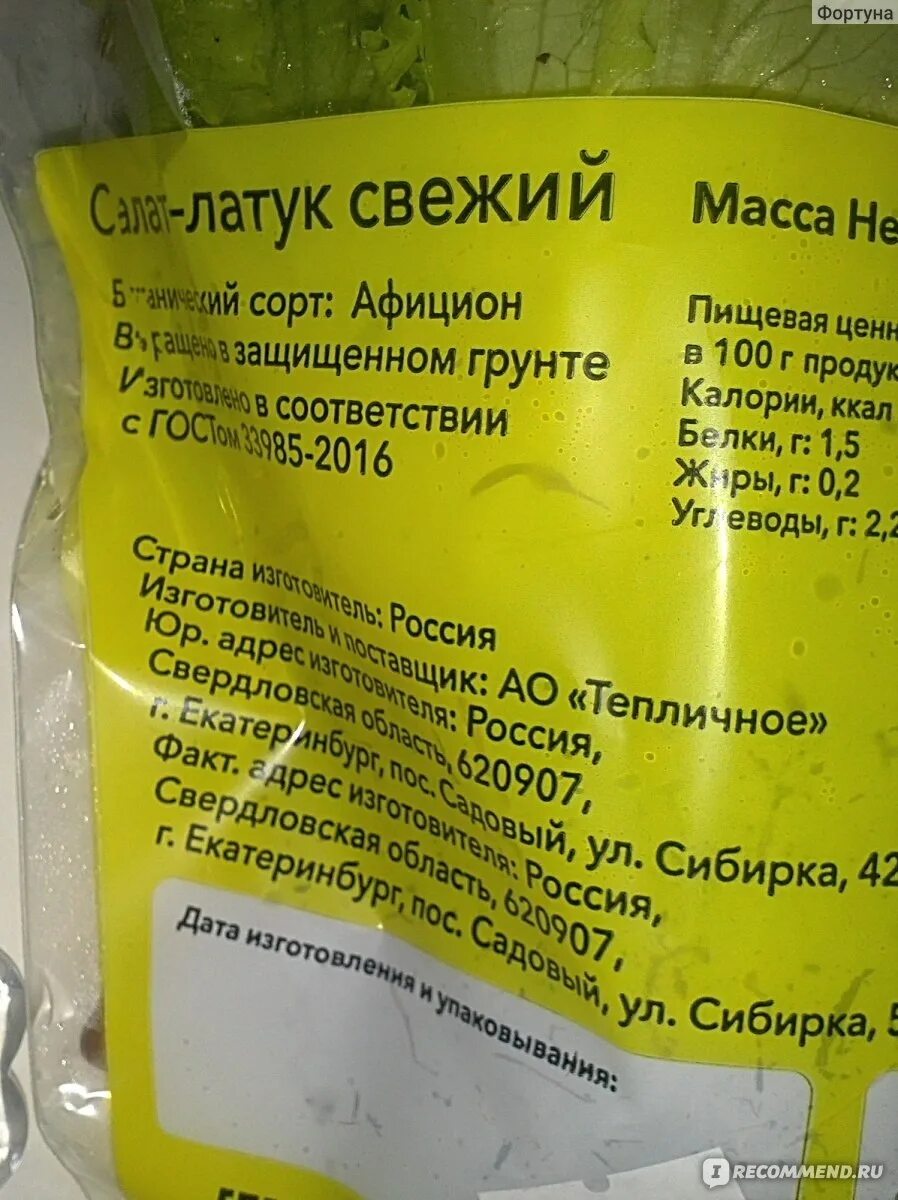 Фортуна
Салат-латук свежий
Ботанический сорт: Афицион
Выращено в защищенном грунте
Изготовлено в соответствии
с ГОСТом 33985-2016
Масса Не
Пищевая ценн
в 100 г продук
Калории, ккал
Белки, г: 1,5
Жиры, г: 0,2
Углеводы, г: 2,2
Страна изготовитель: Россия
Изготовитель и поставщик: АО «Тепличное»
Юр. адрес изготовителя: Россия,
Свердловская область, 620907,
г. Екатеринбург, пос. Садовый, ул. Сибирка, 42
Факт. адрес изготовителя: Россия,
Свердловская область, 620907,
г. Екатеринбург, пос. Садовый, ул. Сибирка, 5
Дата изготовления и упаковывания:
IRECOMMEND.RU